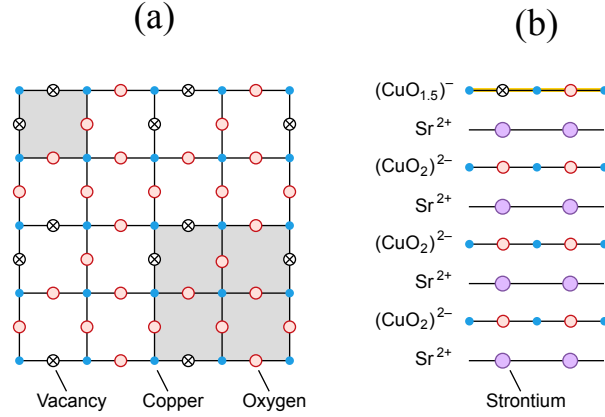 (a)
(b)
(CuO₁.₅)⁻
Sr²⁺
(CuO₂)²⁻
Sr²⁺
(CuO₂)²⁻
Sr²⁺
(CuO₂)²⁻
Sr²⁺
Vacancy
Copper
Oxygen
Strontium